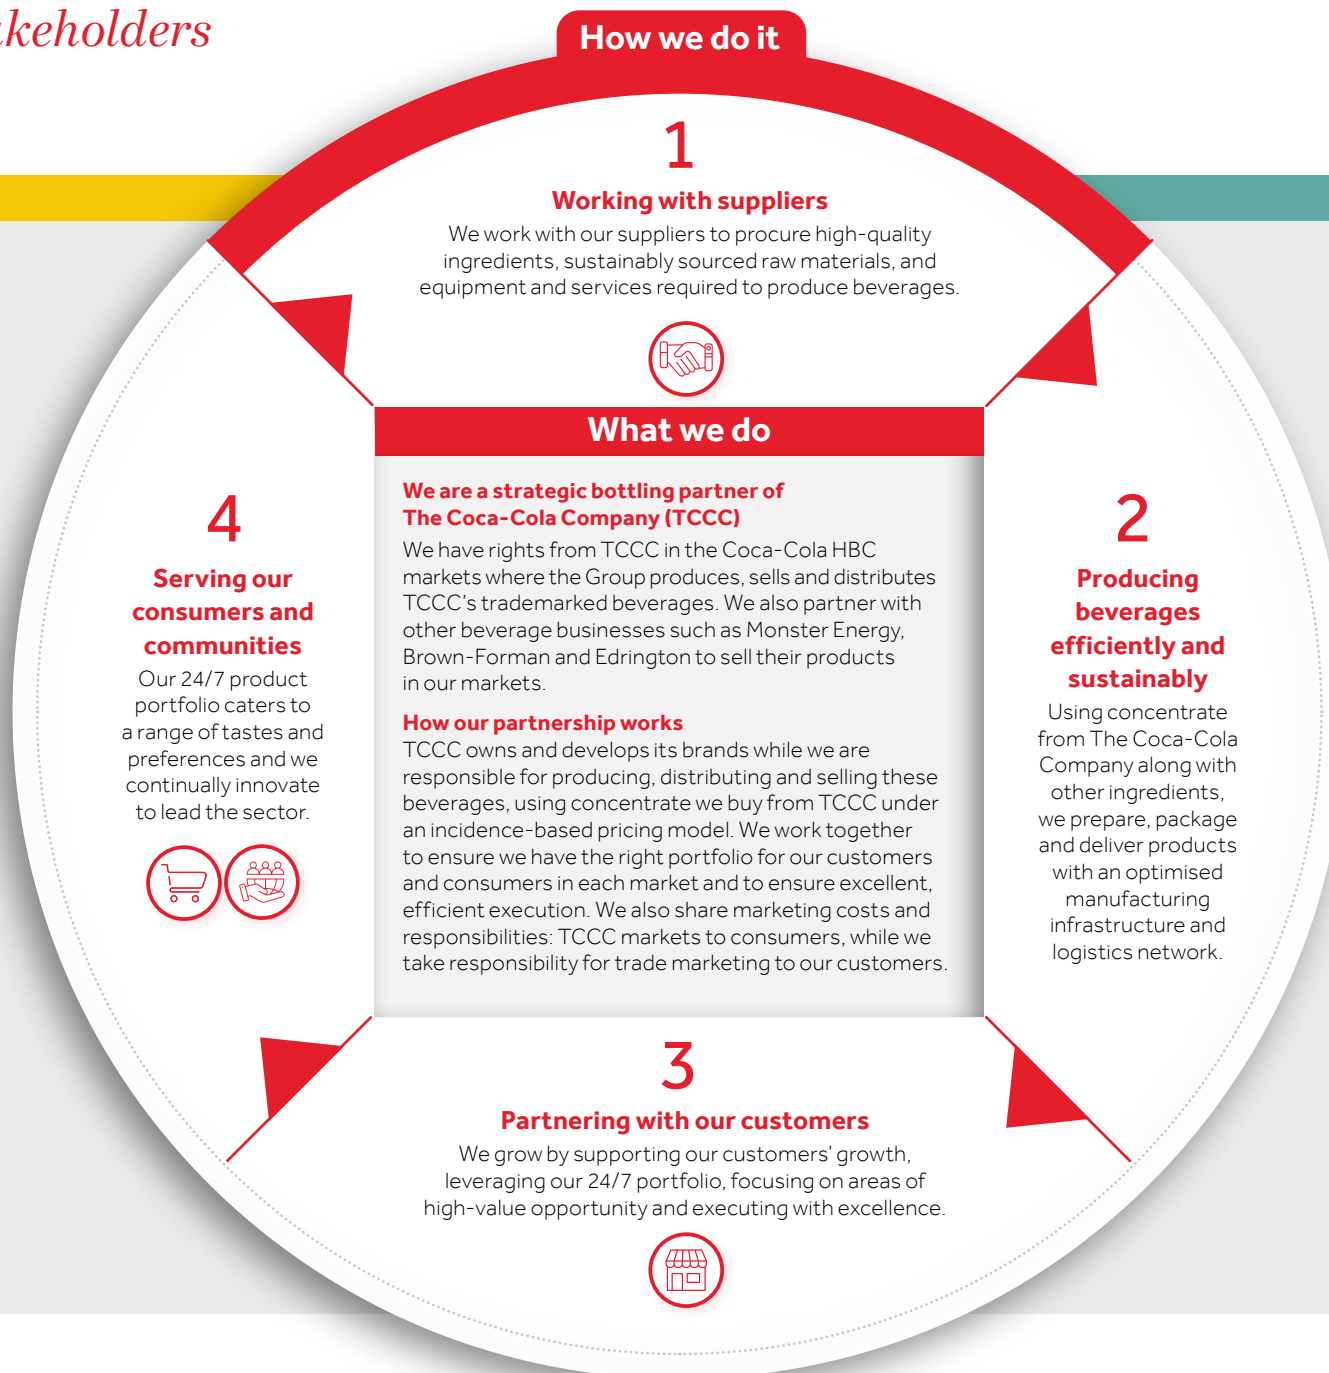 How we do it
1
Working with suppliers
We work with our suppliers to procure high-quality
ingredients, sustainably sourced raw materials, and
equipment and services required to produce beverages.
What we do
We are a strategic bottling partner of
The Coca-Cola Company (TCCC)
We have rights from TCCC in the Coca-Cola HBC
markets where the Group produces, sells and distributes
TCCC's trademarked beverages. We also partner with
other beverage businesses such as Monster Energy,
Brown-Forman and Edrington to sell their products
in our markets.
How our partnership works
TCCC owns and develops its brands while we are
responsible for producing, distributing and selling these
beverages, using concentrate we buy from TCCC under
an incidence-based pricing model. We work together
to ensure we have the right portfolio for our customers
and consumers in each market and to ensure excellent,
efficient execution. We also share marketing costs and
responsibilities: TCCC markets to consumers, while we
take responsibility for trade marketing to our customers.
2
Producing
beverages
efficiently and
sustainably
Using concentrate
from The Coca-Cola
Company along with
other ingredients,
we prepare, package
and deliver products
with an optimised
manufacturing
infrastructure and
logistics network.
3
Partnering with our customers
We grow by supporting our customers' growth,
leveraging our 24/7 portfolio, focusing on areas of
high-value opportunity and executing with excellence.
4
Serving our
consumers and
communities
Our 24/7 product
portfolio caters to
a range of tastes and
preferences and we
continually innovate
to lead the sector.